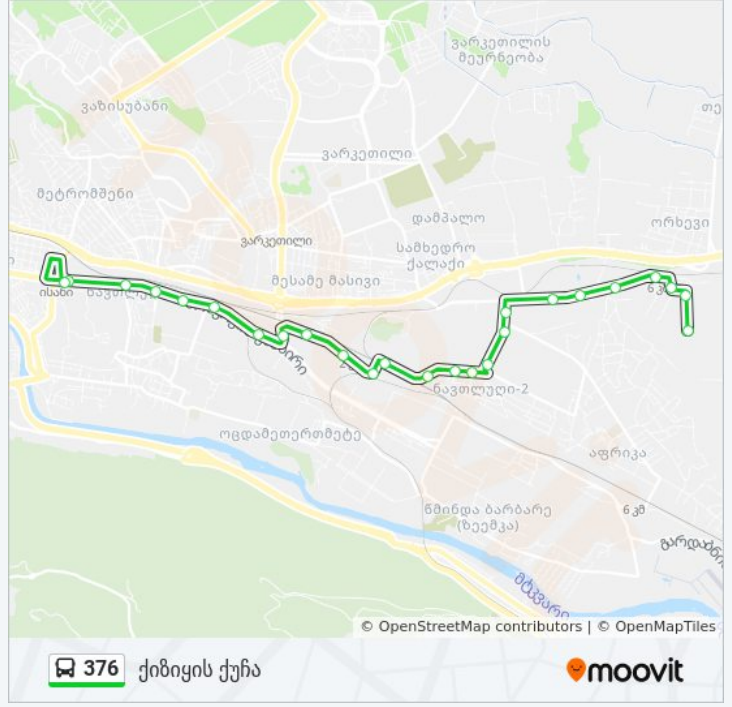 ვარკეთილის
მეურნეობა
ვაზისუბანი
ვარკეთილი
მეტრომშენი
დამპალო
ორხევი
ვარკეთილი
სამხედრო
ქალაქი
მესამე მასივი
ისანი
ნავთლუღი-2
ოცდამეთერთმეტე
აფრიკა
წმინდა ბარბარე
(ზეემკა)
6 კმ
მტკვარი
© OpenStreetMap contributors | © OpenMapTiles
376 ქიზიყის ქუჩა
moovit